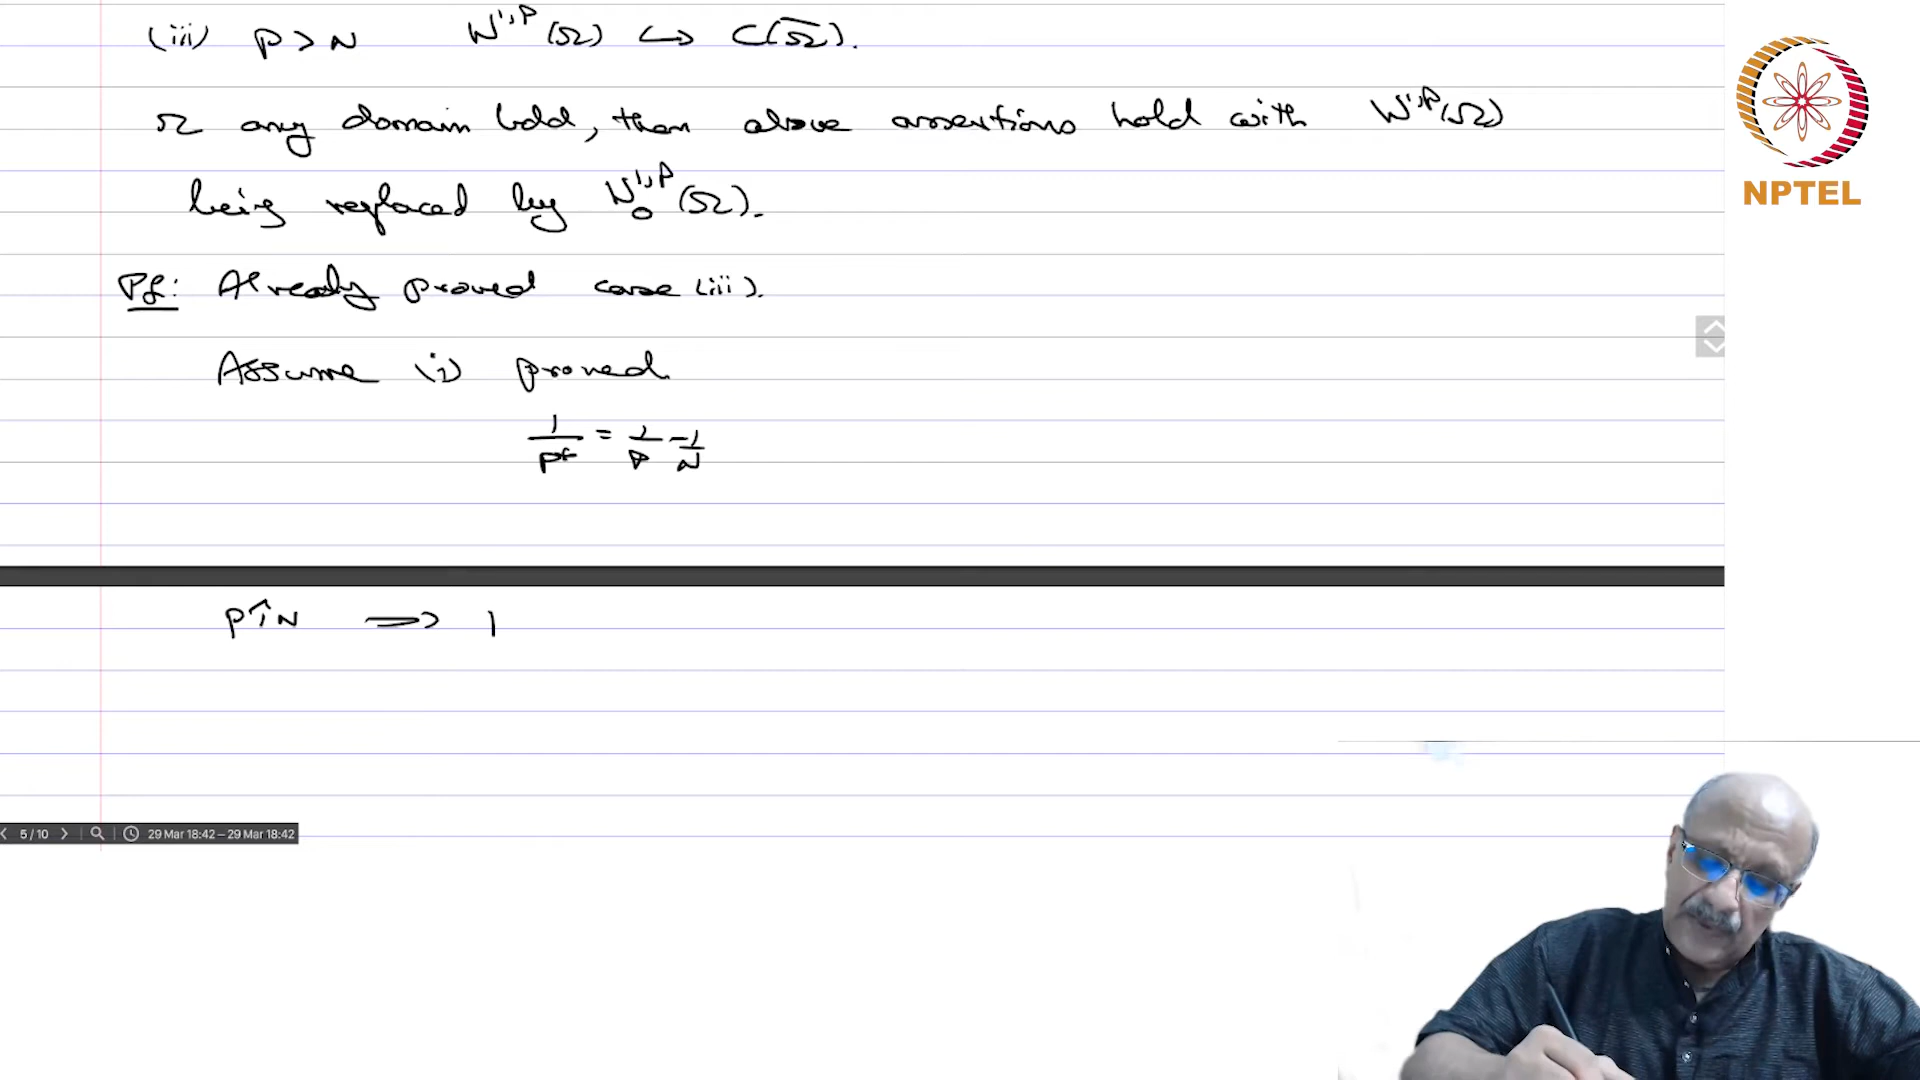 (iii) p > N W^{1,p}(Ω) ↪ C(Ω̅).
Ω any domain bdd, then above assertions hold with W^{1,p}(Ω)
being replaced by W_0^{1,p}(Ω).
Pf: Already proved case (iii).
Assume (i) proved.
1/p* = 1/p - 1/N
p↑N ⟹ 1
NPTEL
5 / 10
29 Mar 18:42 – 29 Mar 18:42